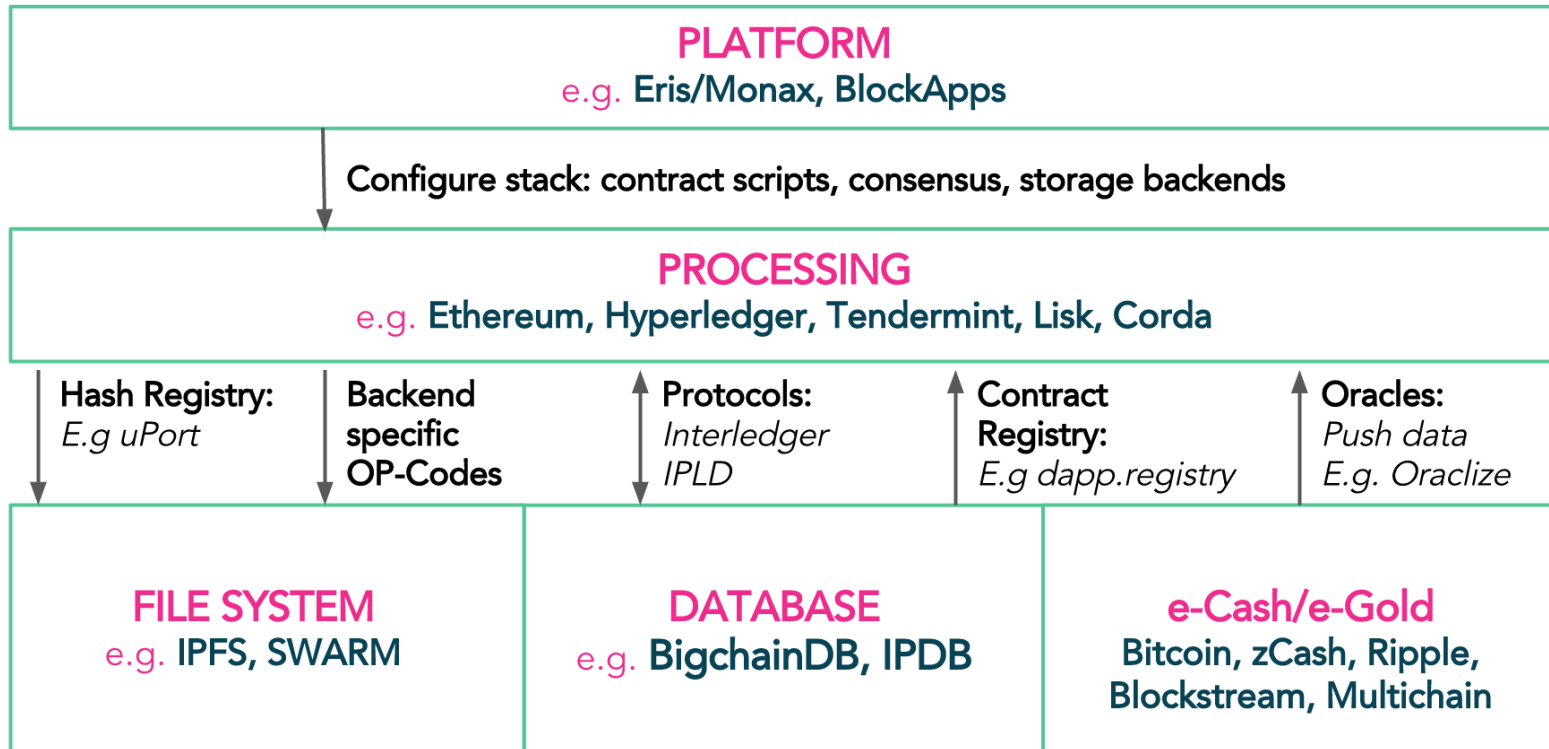 PLATFORM
e.g. Eris/Monax, BlockApps
Configure stack: contract scripts, consensus, storage backends
PROCESSING
e.g. Ethereum, Hyperledger, Tendermint, Lisk, Corda
Hash Registry:
E.g uPort
Backend
specific
OP-Codes
Protocols:
Interledger
IPLD
Contract
Registry:
E.g dapp.registry
Oracles:
Push data
E.g. Oraclize
FILE SYSTEM
e.g. IPFS, SWARM
DATABASE
e.g. BigchainDB, IPDB
e-Cash/e-Gold
Bitcoin, zCash, Ripple,
Blockstream, Multichain